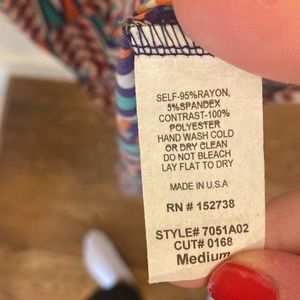 SELF-95%RAYON,
5%SPANDEX
CONTRAST-100%
POLYESTER
HAND WASH COLD
OR DRY CLEAN
DO NOT BLEACH
LAY FLAT TO DRY
MADE IN U.S.A
RN # 152738
STYLE# 7051A02
CUT# 0168
Medium